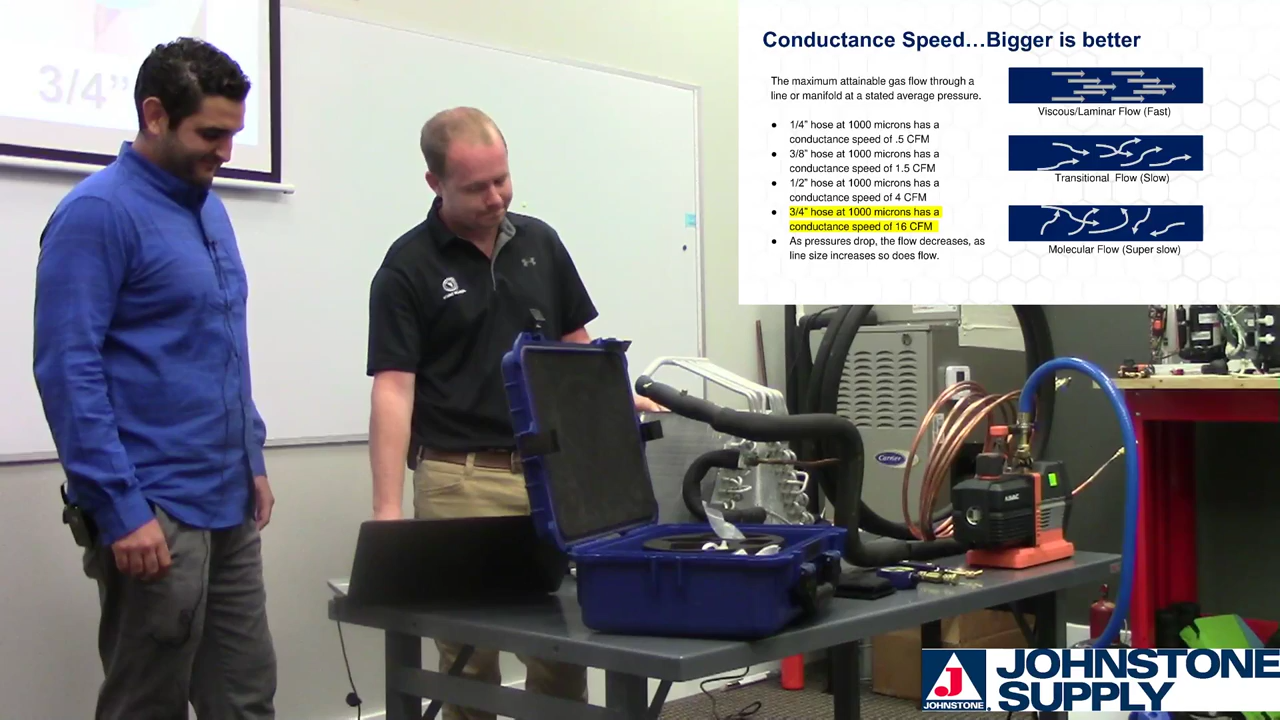 3/4"
Conductance Speed…Bigger is better
The maximum attainable gas flow through a
line or manifold at a stated average pressure.
● 1/4" hose at 1000 microns has a
conductance speed of .5 CFM
● 3/8" hose at 1000 microns has a
conductance speed of 1.5 CFM
● 1/2" hose at 1000 microns has a
conductance speed of 4 CFM
● 3/4" hose at 1000 microns has a
conductance speed of 16 CFM
● As pressures drop, the flow decreases, as
line size increases so does flow.
Viscous/Laminar Flow (Fast)
Transitional Flow (Slow)
Molecular Flow (Super slow)
Carrier
J
JOHNSTONE
JOHNSTONE
SUPPLY